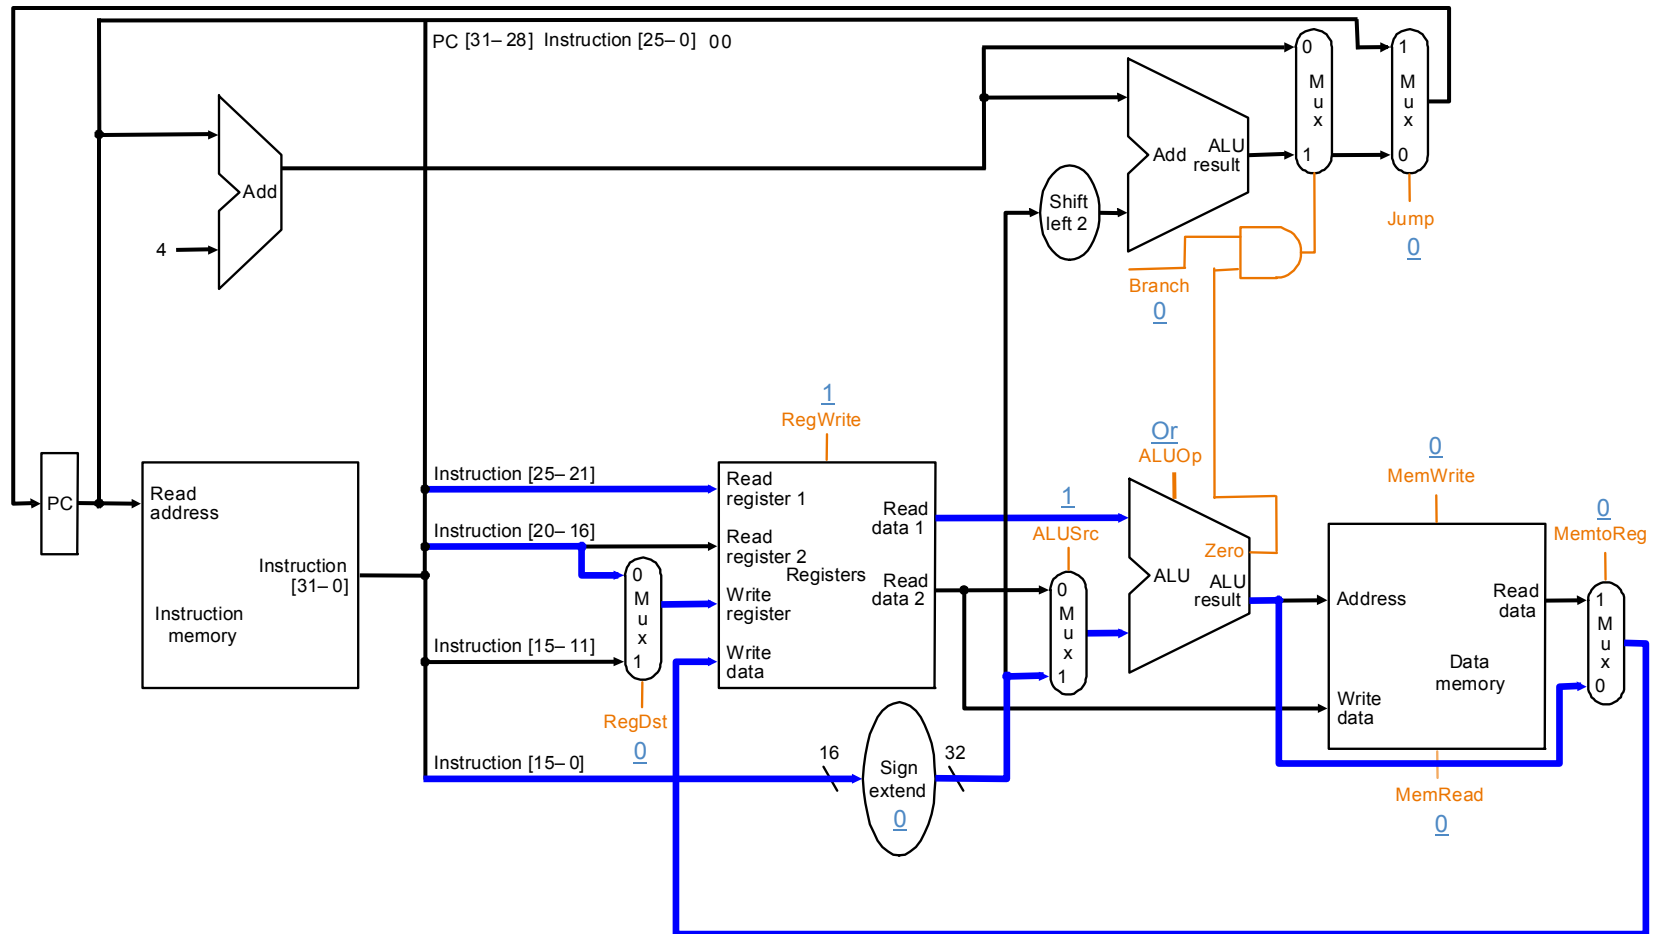 PC [31–28] Instruction [25–0] 00
0
M
u
x
1
1
M
u
x
0
Add
ALU
result
Add
4
Shift
left 2
Jump
0
Branch
0
1
RegWrite
Or
ALUOp
0
MemWrite
0
MemtoReg
1
ALUSrc
PC
Read
address
Instruction
[31–0]
Instruction
memory
Instruction [25–21]
Instruction [20–16]
Instruction [15–11]
Instruction [15–0]
0
M
u
x
1
RegDst
0
Read
register 1
Read
register 2
Write
register
Write
data
Registers
Read
data 1
Read
data 2
0
M
u
x
1
Zero
ALU
ALU
result
Address
Write
data
Read
data
Data
memory
1
M
u
x
0
16
Sign
extend
0
32
MemRead
0